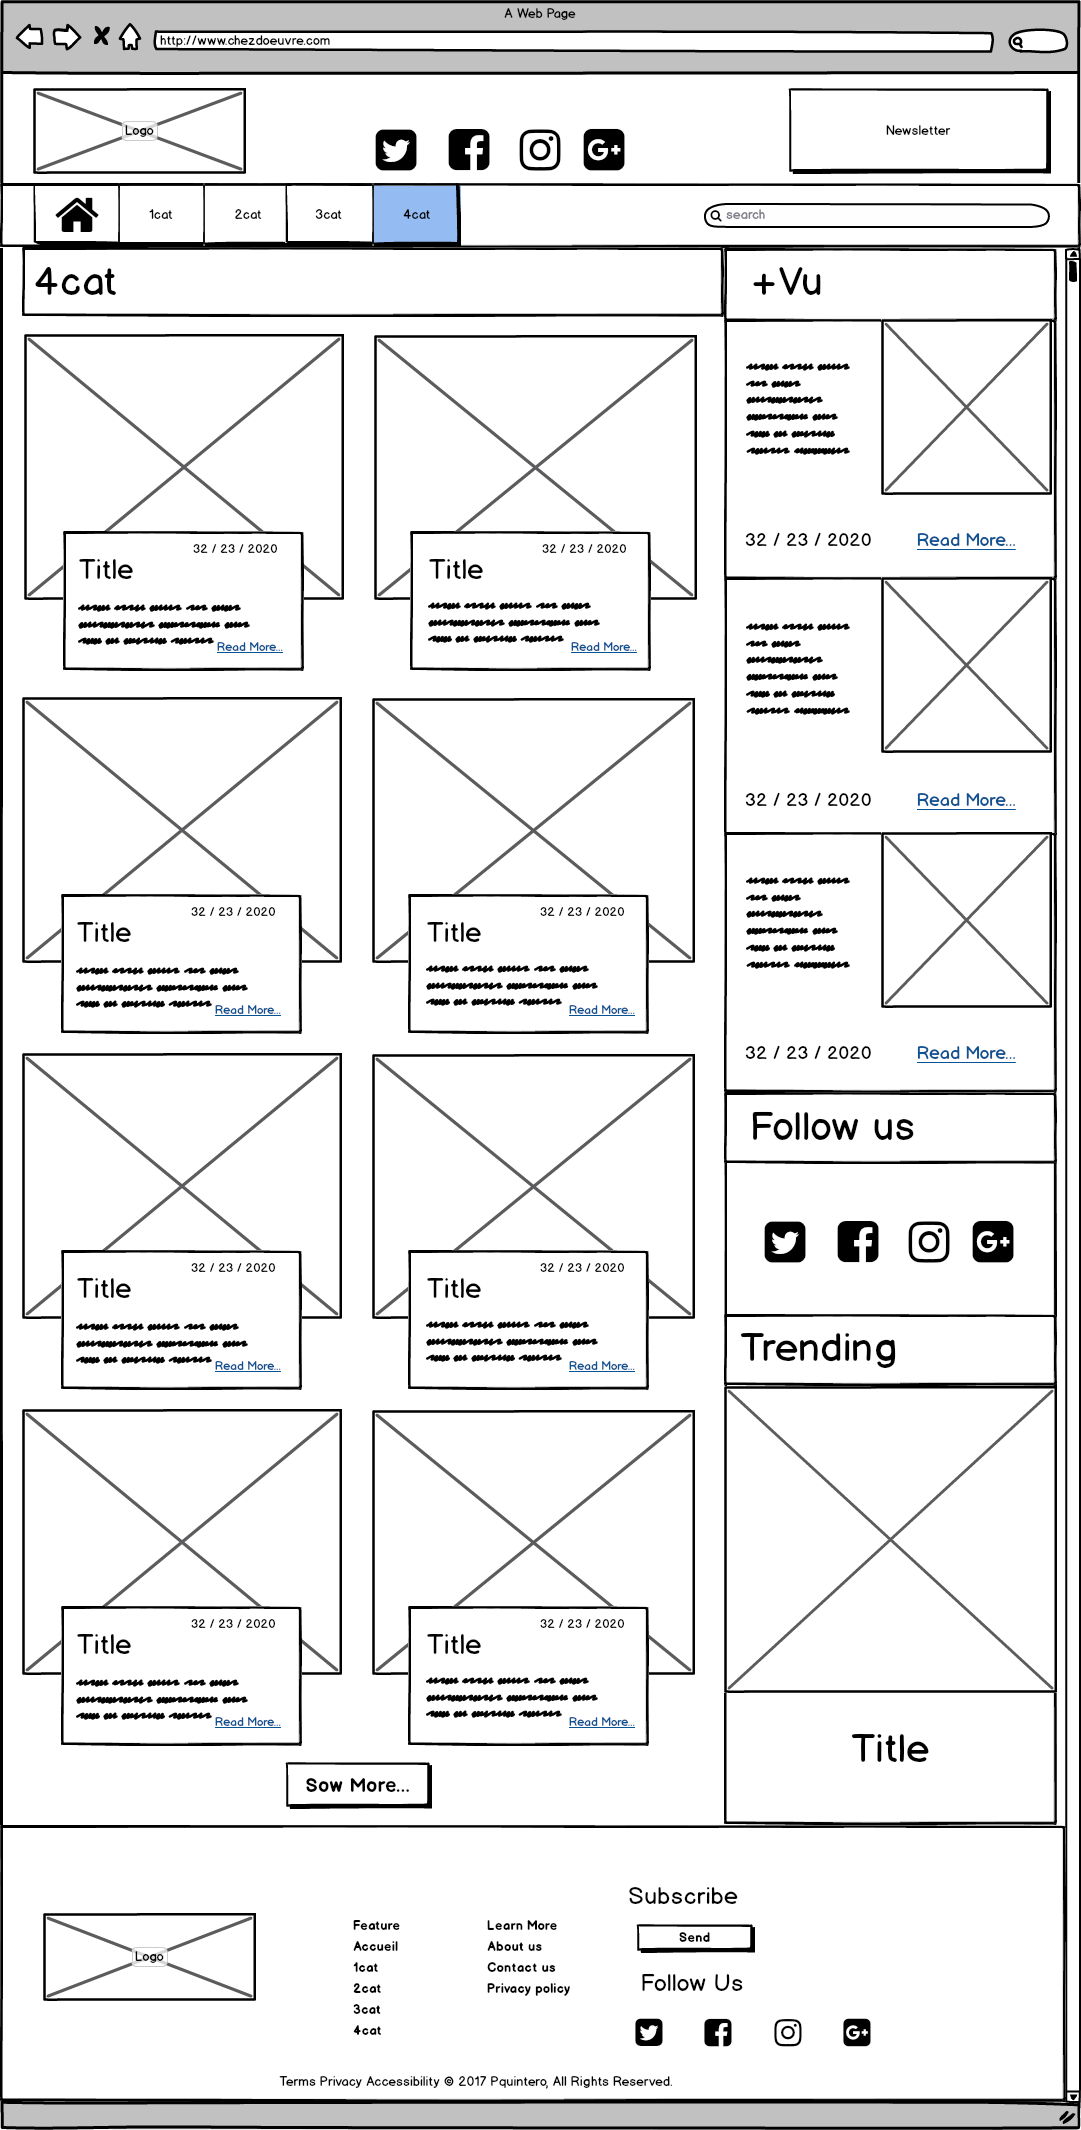 A Web Page
http://www.chezdoeuvre.com
Logo
Newsletter
1cat
2cat
3cat
4cat
search
4cat
32 / 23 / 2020
Title
Read More...
32 / 23 / 2020
Title
Read More...
32 / 23 / 2020
Title
Read More...
32 / 23 / 2020
Title
Read More...
32 / 23 / 2020
Title
Read More...
32 / 23 / 2020
Title
Read More...
32 / 23 / 2020
Title
Read More...
32 / 23 / 2020
Title
Read More...
Sow More...
+Vu
32 / 23 / 2020
Read More...
32 / 23 / 2020
Read More...
32 / 23 / 2020
Read More...
Follow us
Trending
Title
Logo
Feature
Accueil
1cat
2cat
3cat
4cat
Learn More
About us
Contact us
Privacy policy
Subscribe
Send
Follow Us
Terms Privacy Accessibility © 2017 Pquintero, All Rights Reserved.